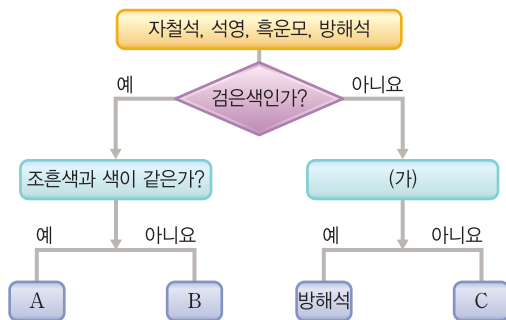 자철석, 석영, 흑운모, 방해석
검은색인가?
예
아니요
조흔색과 색이 같은가?
(가)
예
아니요
예
아니요
A
B
방해석
C